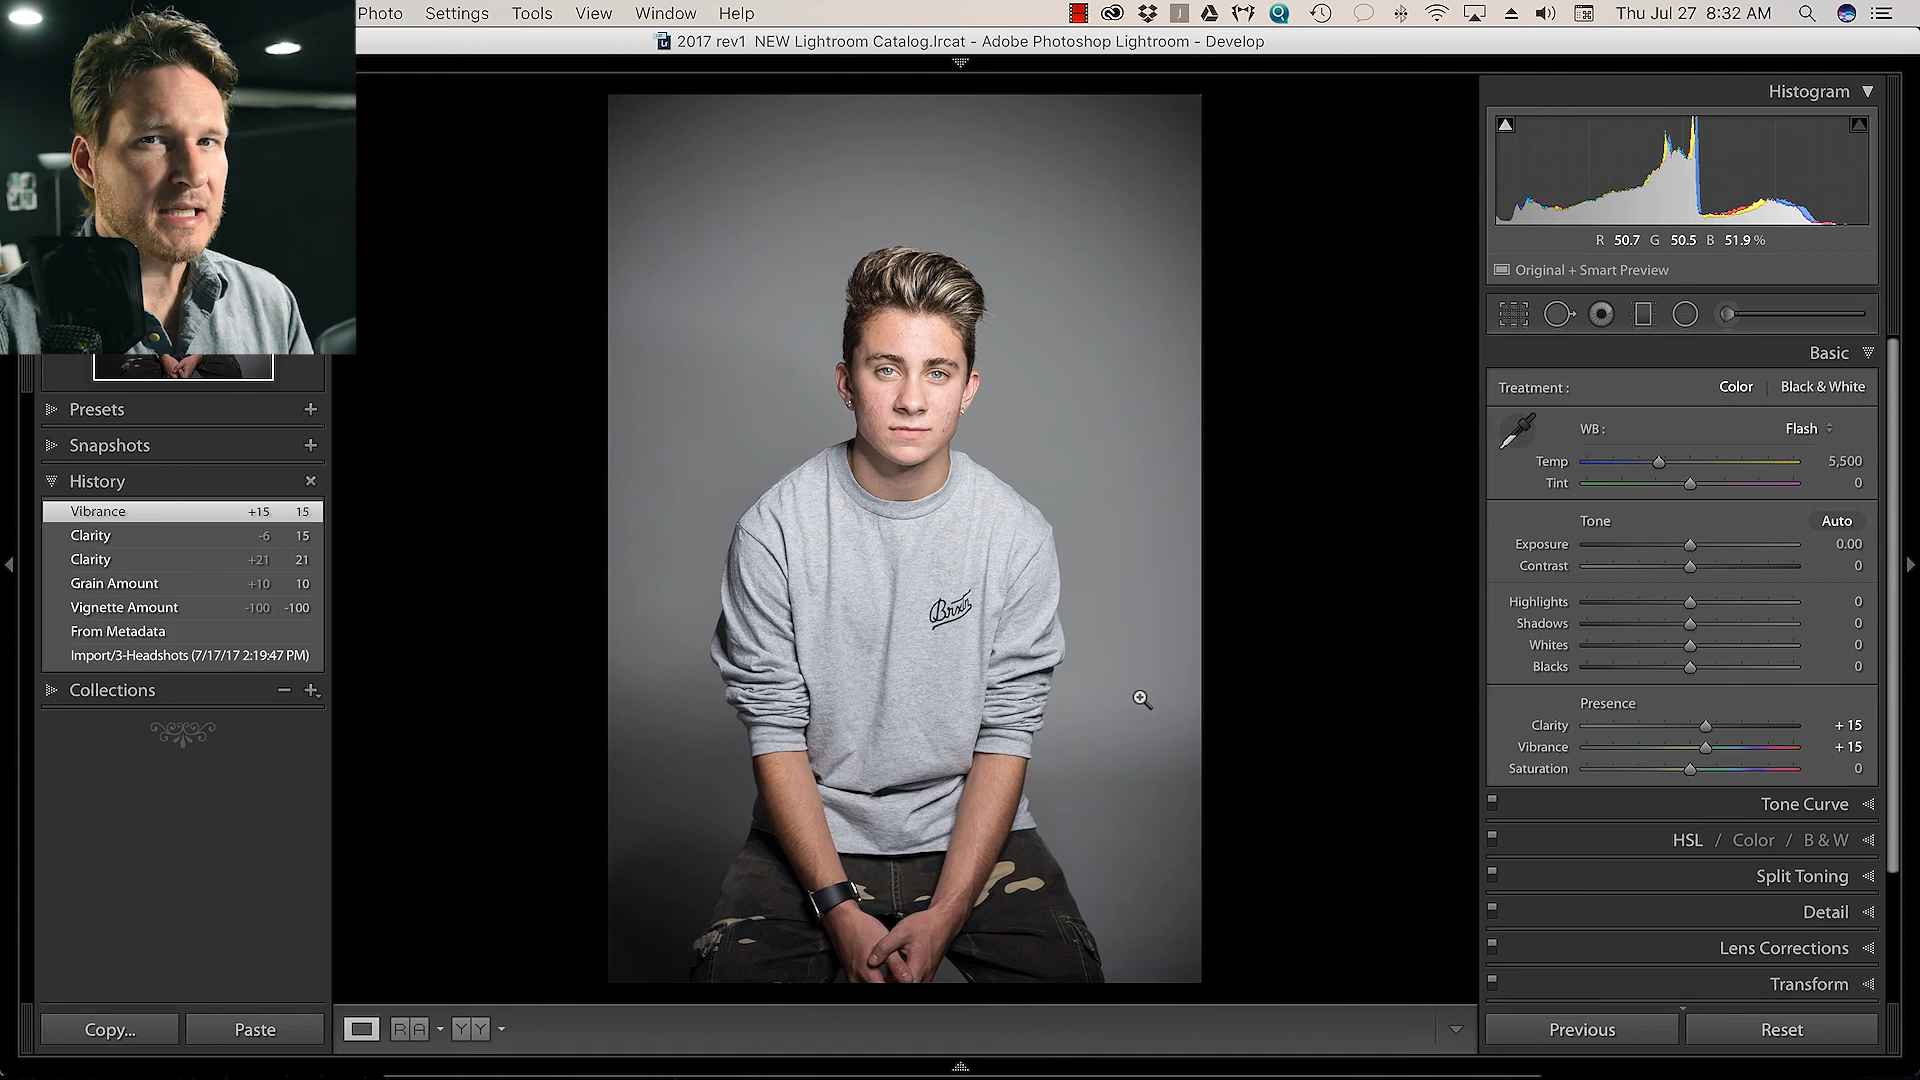 Photo Settings Tools View Window Help Thu Jul 27 8:32 AM
2017 rev1 NEW Lightroom Catalog.lrcat - Adobe Photoshop Lightroom - Develop
Histogram
R 50.7 G 50.5 B 51.9 %
Original + Smart Preview
Basic
Treatment : Color Black & White
WB : Flash
Temp 5,500
Tint 0
Tone Auto
Exposure 0.00
Contrast 0
Highlights 0
Shadows 0
Whites 0
Blacks 0
Presence
Clarity + 15
Vibrance + 15
Saturation 0
Tone Curve
HSL / Color / B & W
Split Toning
Detail
Lens Corrections
Transform
Previous Reset
Presets
Snapshots
History
Vibrance +15 15
Clarity -6 15
Clarity +21 21
Grain Amount +10 10
Vignette Amount -100 -100
From Metadata
Import/3-Headshots (7/17/17 2:19:47 PM)
Collections
Copy... Paste
R A Y Y